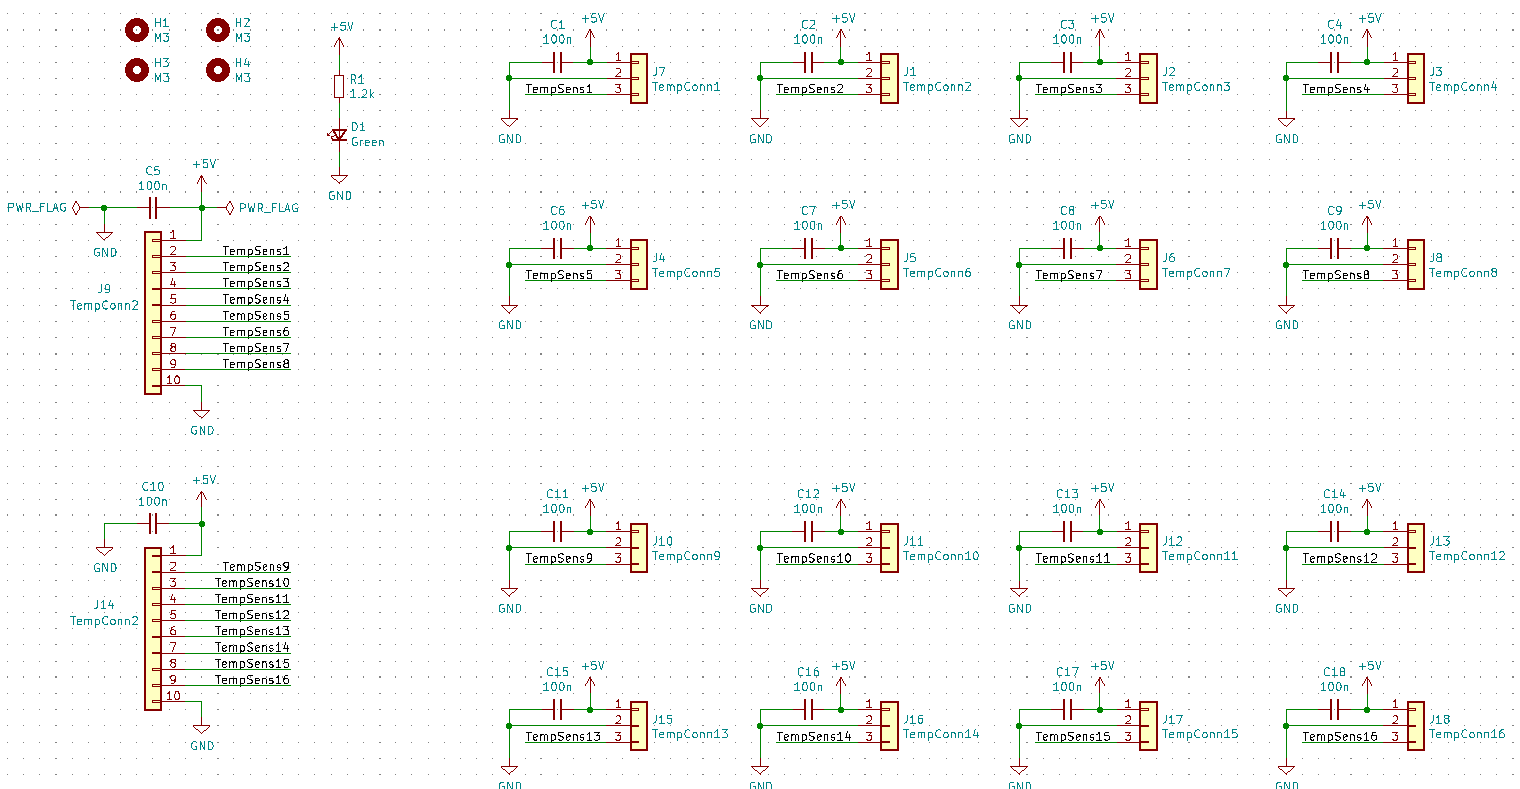 H1
M3
H2
M3
H3
M3
H4
M3
+5V
R1
1.2k
D1
Green
GND
C5
100n
+5V
PWR_FLAG
PWR_FLAG
GND
J9
TempConn2
1
2
3
4
5
6
7
8
9
10
TempSens1
TempSens2
TempSens3
TempSens4
TempSens5
TempSens6
TempSens7
TempSens8
GND
C10
100n
+5V
GND
J14
TempConn2
1
2
3
4
5
6
7
8
9
10
TempSens9
TempSens10
TempSens11
TempSens12
TempSens13
TempSens14
TempSens15
TempSens16
GND
C1
100n
+5V
1
2
3
TempSens1
J7
TempConn1
GND
C2
100n
+5V
1
2
3
TempSens2
J1
TempConn2
GND
C3
100n
+5V
1
2
3
TempSens3
J2
TempConn3
GND
C4
100n
+5V
1
2
3
TempSens4
J3
TempConn4
GND
C6
100n
+5V
1
2
3
TempSens5
J4
TempConn5
GND
C7
100n
+5V
1
2
3
TempSens6
J5
TempConn6
GND
C8
100n
+5V
1
2
3
TempSens7
J6
TempConn7
GND
C9
100n
+5V
1
2
3
TempSens8
J8
TempConn8
GND
C11
100n
+5V
1
2
3
TempSens9
J10
TempConn9
GND
C12
100n
+5V
1
2
3
TempSens10
J11
TempConn10
GND
C13
100n
+5V
1
2
3
TempSens11
J12
TempConn11
GND
C14
100n
+5V
1
2
3
TempSens12
J13
TempConn12
GND
C15
100n
+5V
1
2
3
TempSens13
J15
TempConn13
GND
C16
100n
+5V
1
2
3
TempSens14
J16
TempConn14
GND
C17
100n
+5V
1
2
3
TempSens15
J17
TempConn15
GND
C18
100n
+5V
1
2
3
TempSens16
J18
TempConn16
GND